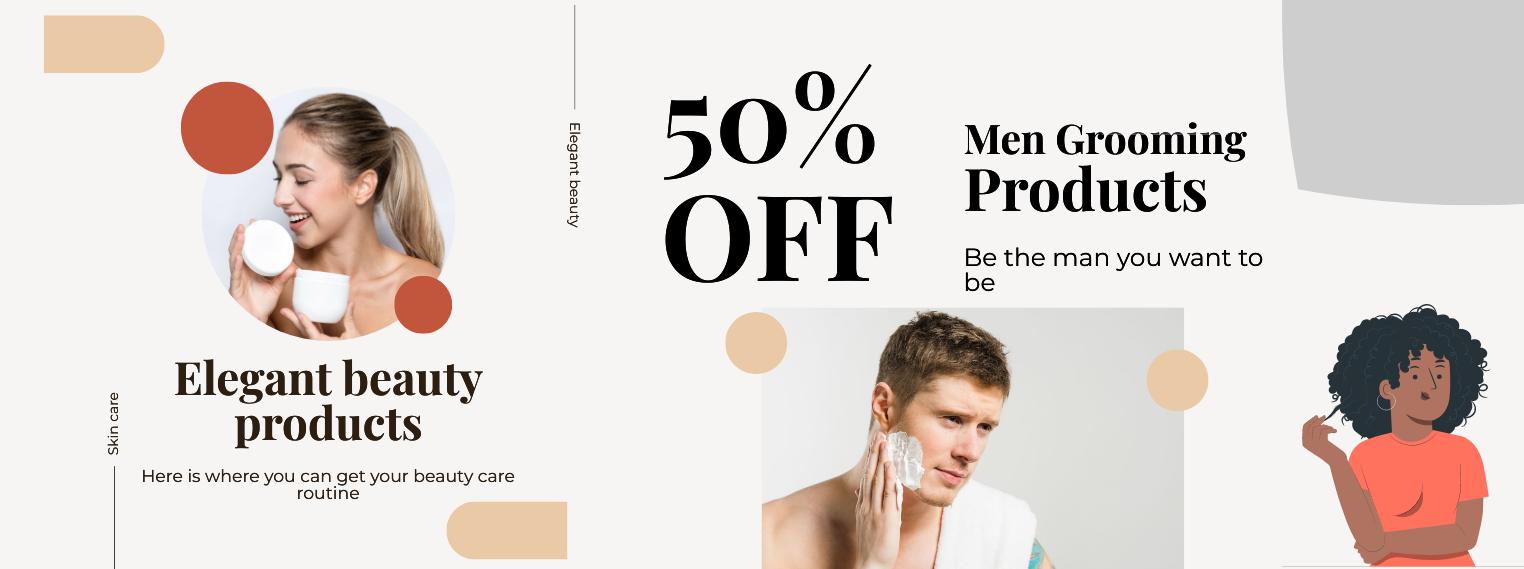 Elegant beauty
products
Here is where you can get your beauty care
routine
Skin care
Elegant beauty
50%
OFF
Men Grooming
Products
Be the man you want to
be